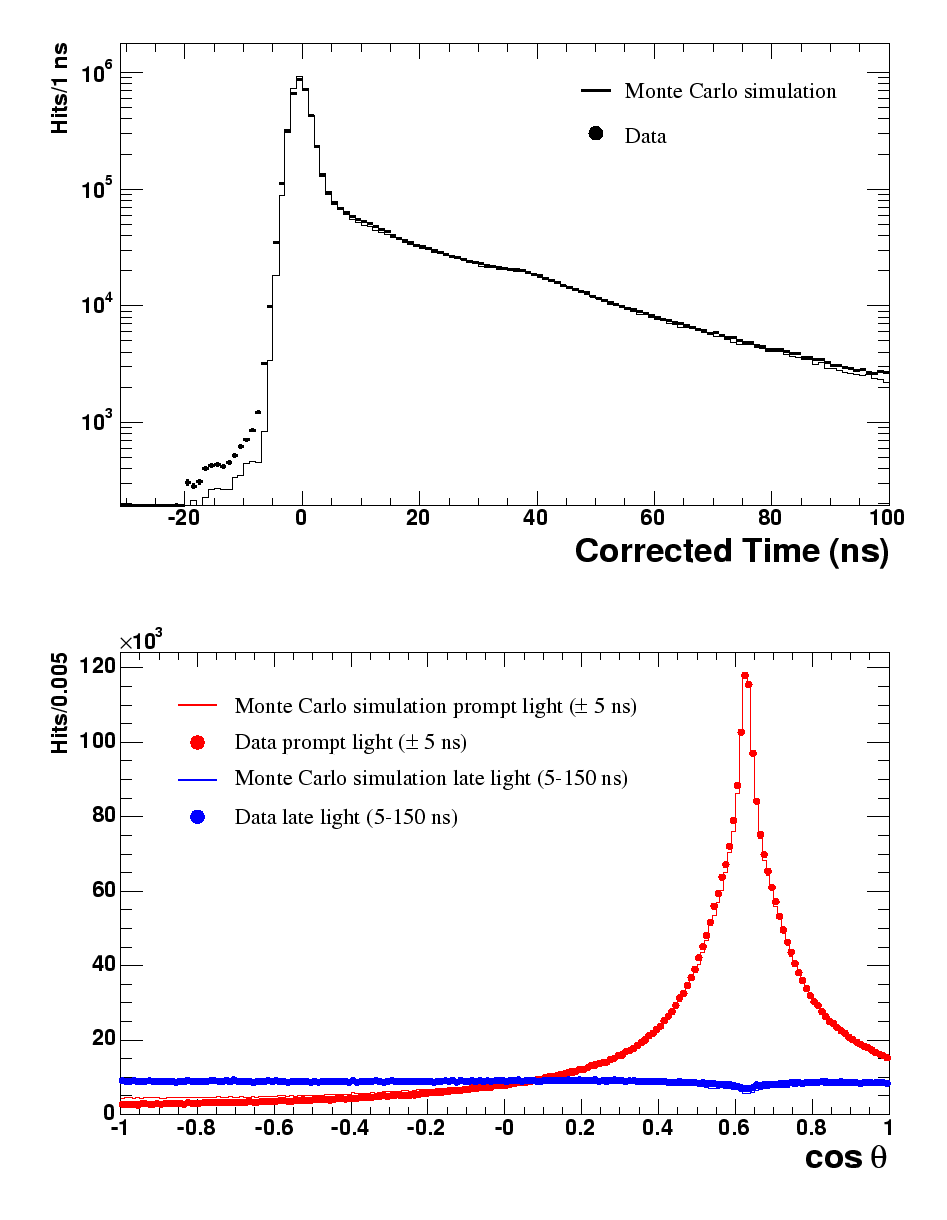 Hits/1 ns
10^6
10^5
10^4
10^3
Monte Carlo simulation
Data
-20 0 20 40 60 80 100
Corrected Time (ns)
×10^3
Hits/0.005
120
100
80
60
40
20
0
Monte Carlo simulation prompt light (± 5 ns)
Data prompt light (± 5 ns)
Monte Carlo simulation late light (5-150 ns)
Data late light (5-150 ns)
-1 -0.8 -0.6 -0.4 -0.2 -0 0.2 0.4 0.6 0.8 1
cos θ